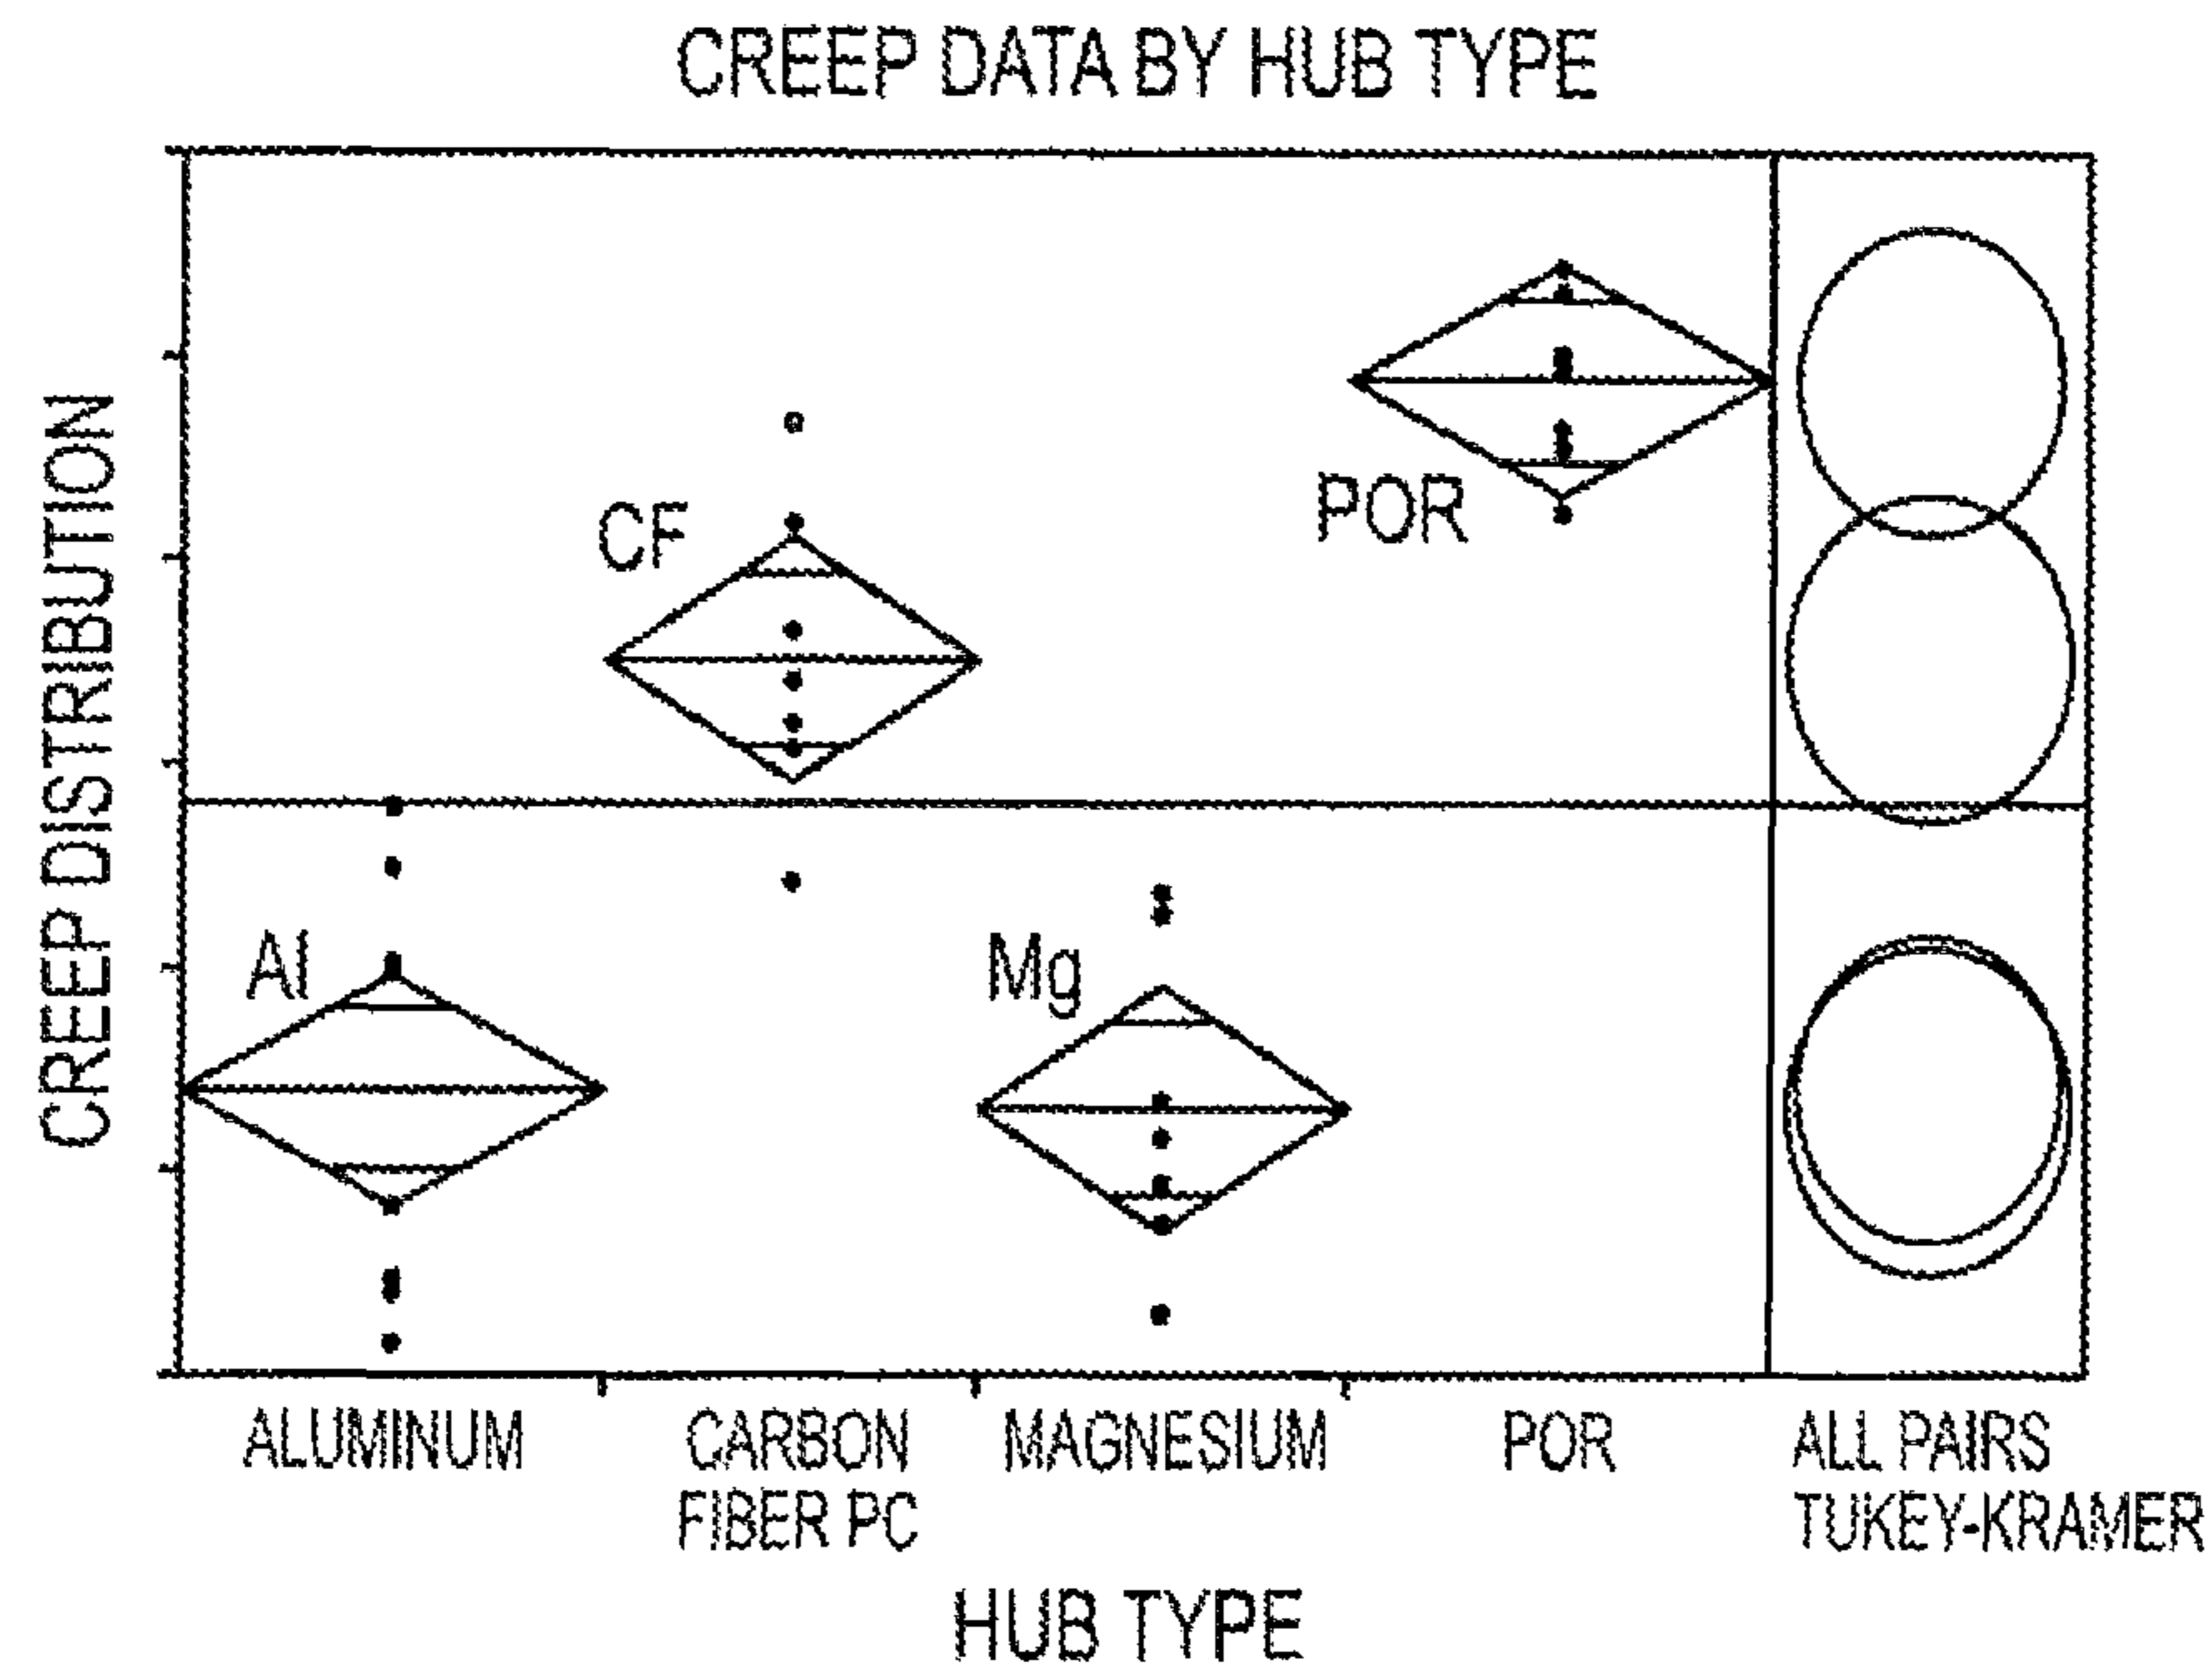 CREEP DATA BY HUB TYPE
CREEP DISTRIBUTION
CF
POR
Al
Mg
ALUMINUM
CARBON
FIBER PC
MAGNESIUM
POR
ALL PAIRS
TUKEY-KRAMER
HUB TYPE